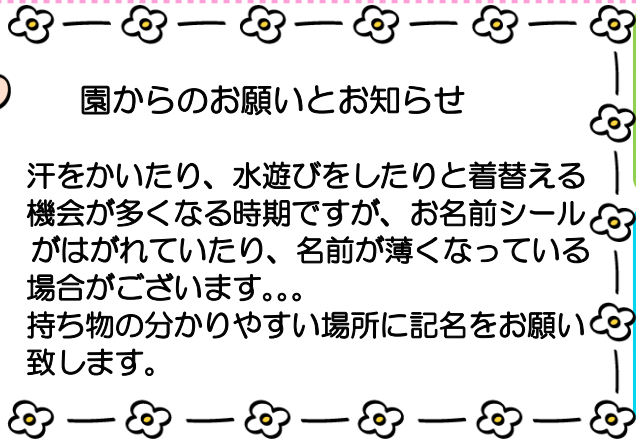 園からのお願いとお知らせ
汗をかいたり、水遊びをしたりと着替える
機会が多くなる時期ですが、お名前シール
がはがれていたり、名前が薄くなっている
場合がございます。。。
持ち物の分かりやすい場所に記名をお願い
致します。